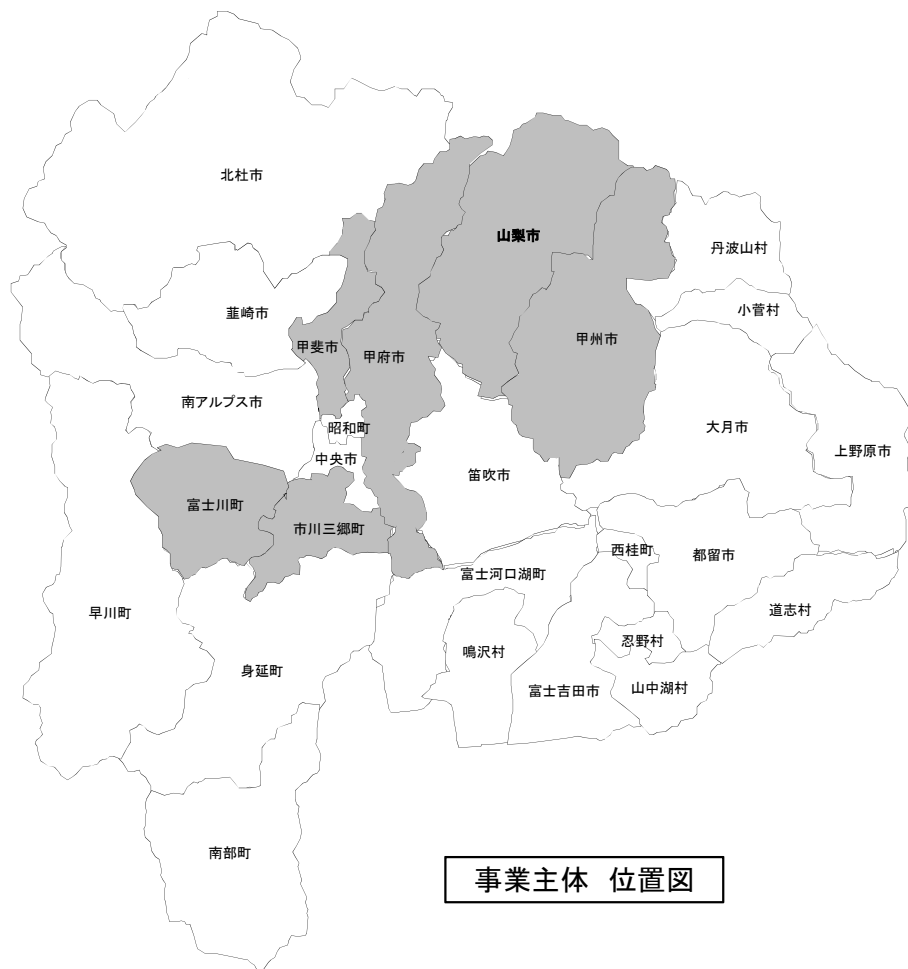 北杜市
山梨市
丹波山村
小菅村
韮崎市
甲斐市
甲府市
甲州市
南アルプス市
昭和町
中央市
大月市
上野原市
笛吹市
富士川町
市川三郷町
西桂町
都留市
富士河口湖町
早川町
道志村
身延町
鳴沢村
忍野村
富士吉田市
山中湖村
南部町
事業主体 位置図